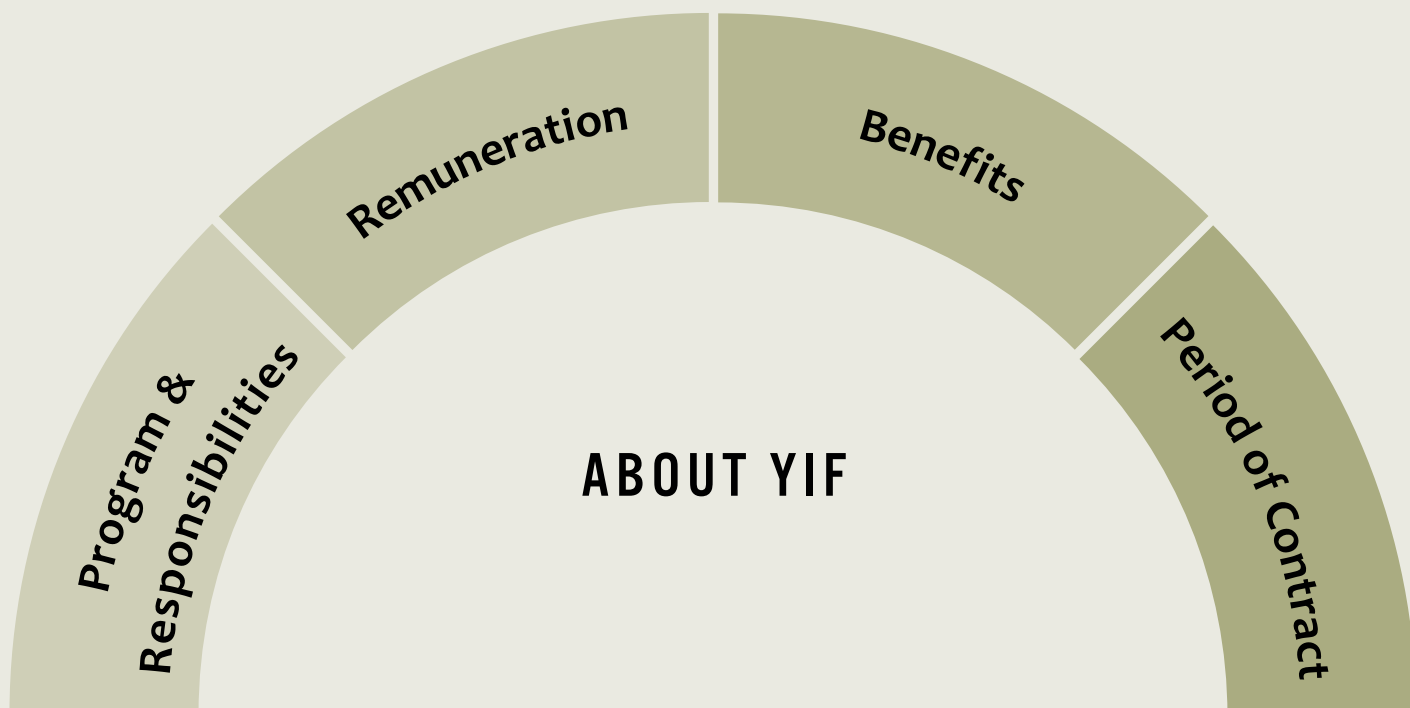 Program &
Responsibilities
Remuneration
Benefits
Period of Contract
ABOUT YIF